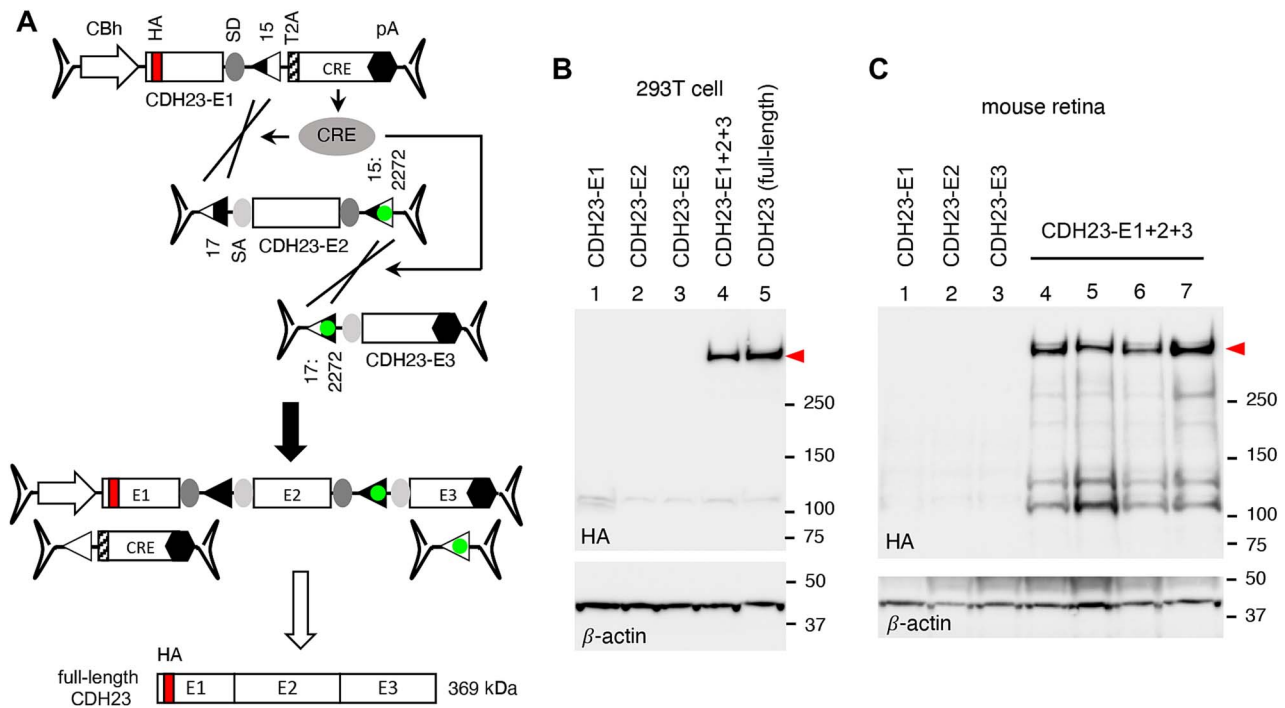 A
CBh
HA
SD
15
T2A
pA
CRE
CDH23-E1
CRE
15:
2272
17
SA
CDH23-E2
17:
2272
CDH23-E3
E1
E2
E3
CRE
HA
full-length
CDH23
E1
E2
E3
369 kDa
B
293T cell
CDH23-E1
CDH23-E2
CDH23-E3
CDH23-E1+2+3
CDH23 (full-length)
1 2 3 4 5
250
150
100
75
HA
50
37
β-actin
C
mouse retina
CDH23-E1
CDH23-E2
CDH23-E3
CDH23-E1+2+3
1 2 3 4 5 6 7
250
150
100
75
HA
50
37
β-actin